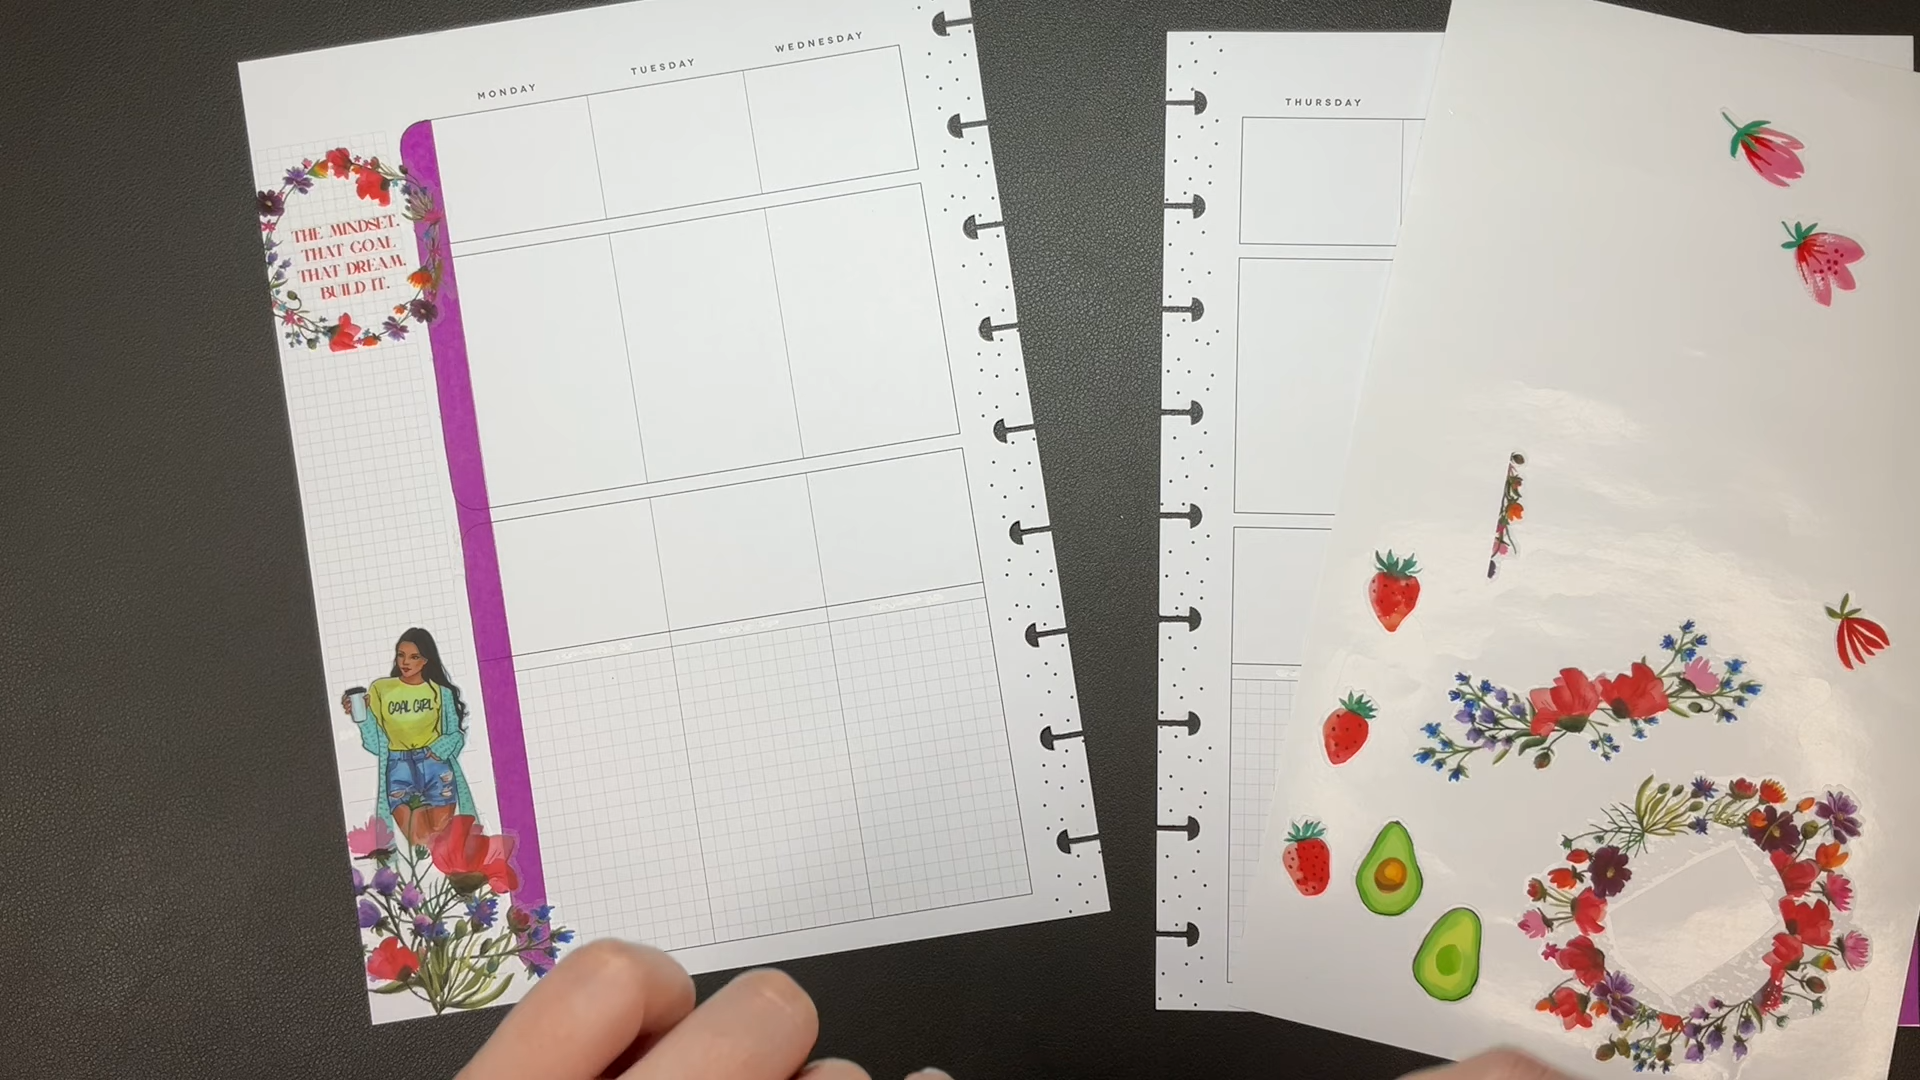 MONDAY
TUESDAY
WEDNESDAY
THE MINDSET.
THAT GOAL
THAT DREAM.
BUILD IT.
GOAL GIRL
THURSDAY